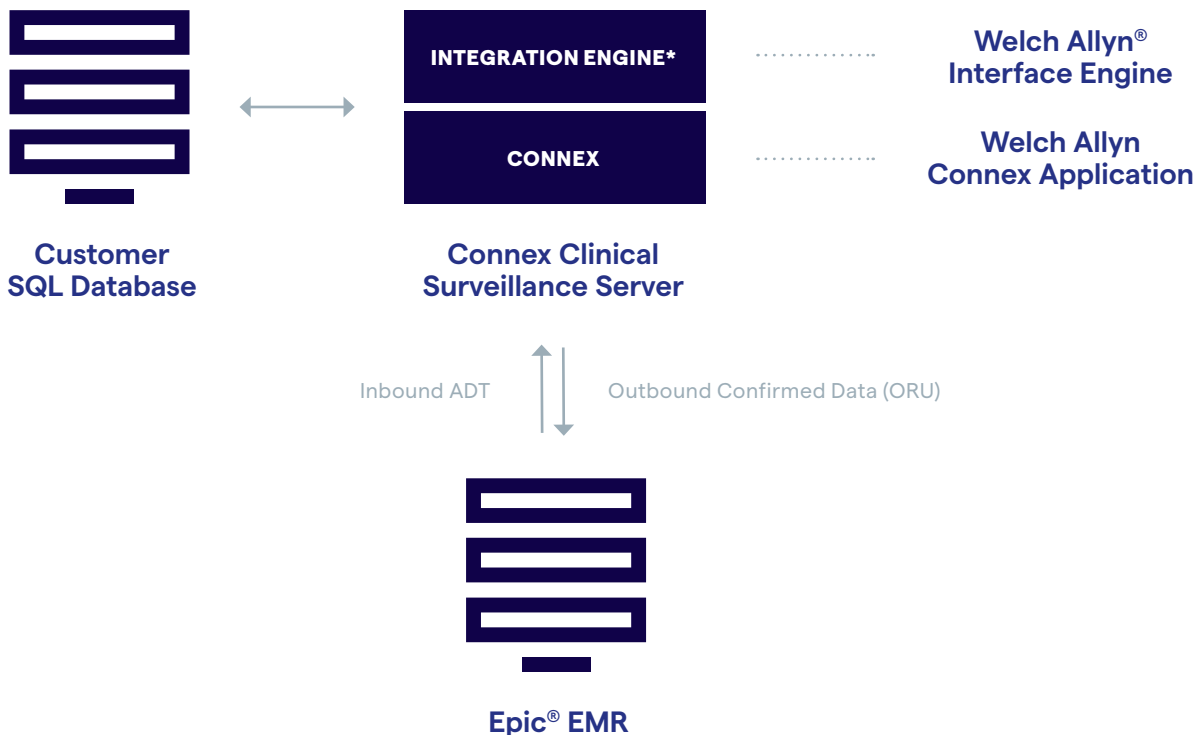 INTEGRATION ENGINE*
Welch Allyn®
Interface Engine
CONNEX
Welch Allyn
Connex Application
Customer
SQL Database
Connex Clinical
Surveillance Server
Inbound ADT
Outbound Confirmed Data (ORU)
Epic® EMR